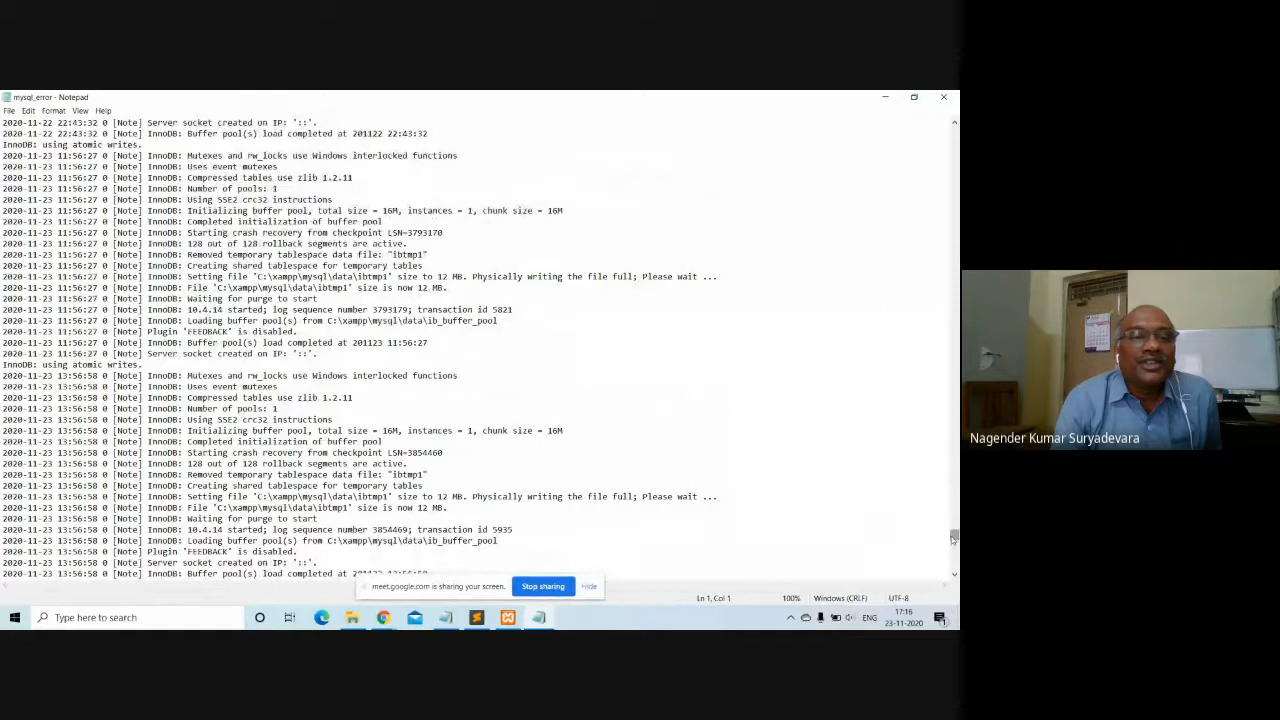 mysql_error - Notepad
File Edit Format View Help
2020-11-22 22:43:32 0 [Note] Server socket created on IP: '::'.
2020-11-22 22:43:32 0 [Note] InnoDB: Buffer pool(s) load completed at 201122 22:43:32
InnoDB: using atomic writes.
2020-11-23 11:56:27 0 [Note] InnoDB: Mutexes and rw_locks use Windows interlocked functions
2020-11-23 11:56:27 0 [Note] InnoDB: Uses event mutexes
2020-11-23 11:56:27 0 [Note] InnoDB: Compressed tables use zlib 1.2.11
2020-11-23 11:56:27 0 [Note] InnoDB: Number of pools: 1
2020-11-23 11:56:27 0 [Note] InnoDB: Using SSE2 crc32 instructions
2020-11-23 11:56:27 0 [Note] InnoDB: Initializing buffer pool, total size = 16M, instances = 1, chunk size = 16M
2020-11-23 11:56:27 0 [Note] InnoDB: Completed initialization of buffer pool
2020-11-23 11:56:27 0 [Note] InnoDB: Starting crash recovery from checkpoint LSN=3793170
2020-11-23 11:56:27 0 [Note] InnoDB: 128 out of 128 rollback segments are active.
2020-11-23 11:56:27 0 [Note] InnoDB: Removed temporary tablespace data file: "ibtmp1"
2020-11-23 11:56:27 0 [Note] InnoDB: Creating shared tablespace for temporary tables
2020-11-23 11:56:27 0 [Note] InnoDB: Setting file 'C:\xampp\mysql\data\ibtmp1' size to 12 MB. Physically writing the file full; Please wait ...
2020-11-23 11:56:27 0 [Note] InnoDB: File 'C:\xampp\mysql\data\ibtmp1' size is now 12 MB.
2020-11-23 11:56:27 0 [Note] InnoDB: Waiting for purge to start
2020-11-23 11:56:27 0 [Note] InnoDB: 10.4.14 started; log sequence number 3793179; transaction id 5821
2020-11-23 11:56:27 0 [Note] InnoDB: Loading buffer pool(s) from C:\xampp\mysql\data\ib_buffer_pool
2020-11-23 11:56:27 0 [Note] Plugin 'FEEDBACK' is disabled.
2020-11-23 11:56:27 0 [Note] InnoDB: Buffer pool(s) load completed at 201123 11:56:27
2020-11-23 11:56:27 0 [Note] Server socket created on IP: '::'.
InnoDB: using atomic writes.
2020-11-23 13:56:58 0 [Note] InnoDB: Mutexes and rw_locks use Windows interlocked functions
2020-11-23 13:56:58 0 [Note] InnoDB: Uses event mutexes
2020-11-23 13:56:58 0 [Note] InnoDB: Compressed tables use zlib 1.2.11
2020-11-23 13:56:58 0 [Note] InnoDB: Number of pools: 1
2020-11-23 13:56:58 0 [Note] InnoDB: Using SSE2 crc32 instructions
2020-11-23 13:56:58 0 [Note] InnoDB: Initializing buffer pool, total size = 16M, instances = 1, chunk size = 16M
2020-11-23 13:56:58 0 [Note] InnoDB: Completed initialization of buffer pool
2020-11-23 13:56:58 0 [Note] InnoDB: Starting crash recovery from checkpoint LSN=3854460
2020-11-23 13:56:58 0 [Note] InnoDB: 128 out of 128 rollback segments are active.
2020-11-23 13:56:58 0 [Note] InnoDB: Removed temporary tablespace data file: "ibtmp1"
2020-11-23 13:56:58 0 [Note] InnoDB: Creating shared tablespace for temporary tables
2020-11-23 13:56:58 0 [Note] InnoDB: Setting file 'C:\xampp\mysql\data\ibtmp1' size to 12 MB. Physically writing the file full; Please wait ...
2020-11-23 13:56:58 0 [Note] InnoDB: File 'C:\xampp\mysql\data\ibtmp1' size is now 12 MB.
2020-11-23 13:56:58 0 [Note] InnoDB: Waiting for purge to start
2020-11-23 13:56:58 0 [Note] InnoDB: 10.4.14 started; log sequence number 3854469; transaction id 5935
2020-11-23 13:56:58 0 [Note] InnoDB: Loading buffer pool(s) from C:\xampp\mysql\data\ib_buffer_pool
2020-11-23 13:56:58 0 [Note] Plugin 'FEEDBACK' is disabled.
2020-11-23 13:56:58 0 [Note] Server socket created on IP: '::'.
2020-11-23 13:56:58 0 [Note] InnoDB: Buffer pool(s) load completed at
meet.google.com is sharing your screen. Stop sharing Hide
Ln 1, Col 1 100% Windows (CRLF) UTF-8
Type here to search
ENG
17:16
23-11-2020
Nagender Kumar Suryadevara